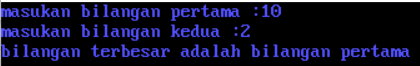 masukan bilangan pertama :10
masukan bilangan kedua :2
bilangan terbesar adalah bilangan pertama